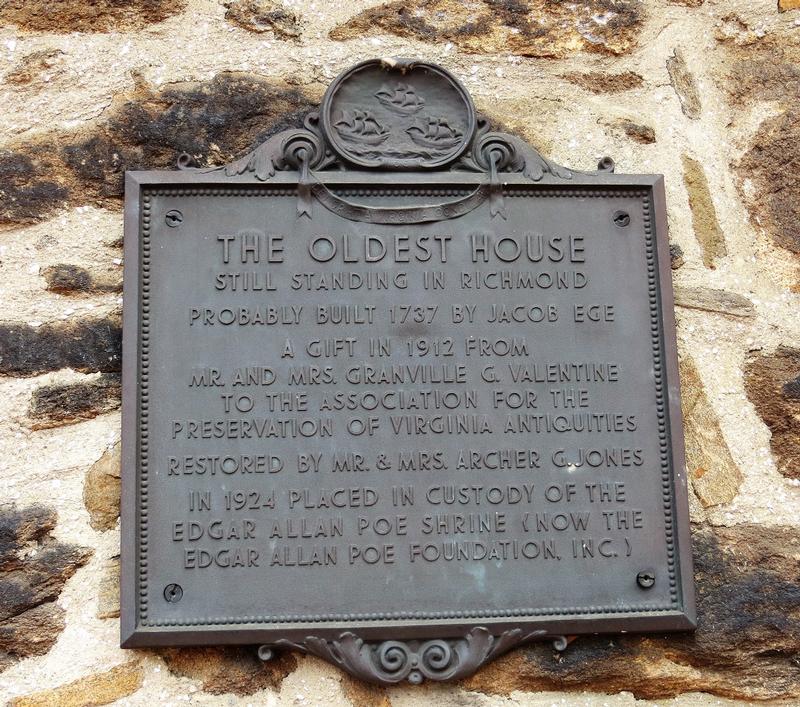 THE OLDEST HOUSE
STILL STANDING IN RICHMOND
PROBABLY BUILT 1737 BY JACOB EGE
A GIFT IN 1912 FROM
MR. AND MRS. GRANVILLE G. VALENTINE
TO THE ASSOCIATION FOR THE
PRESERVATION OF VIRGINIA ANTIQUITIES
RESTORED BY MR. & MRS. ARCHER G. JONES
IN 1924 PLACED IN CUSTODY OF THE
EDGAR ALLAN POE SHRINE (NOW THE
EDGAR ALLAN POE FOUNDATION, INC.)